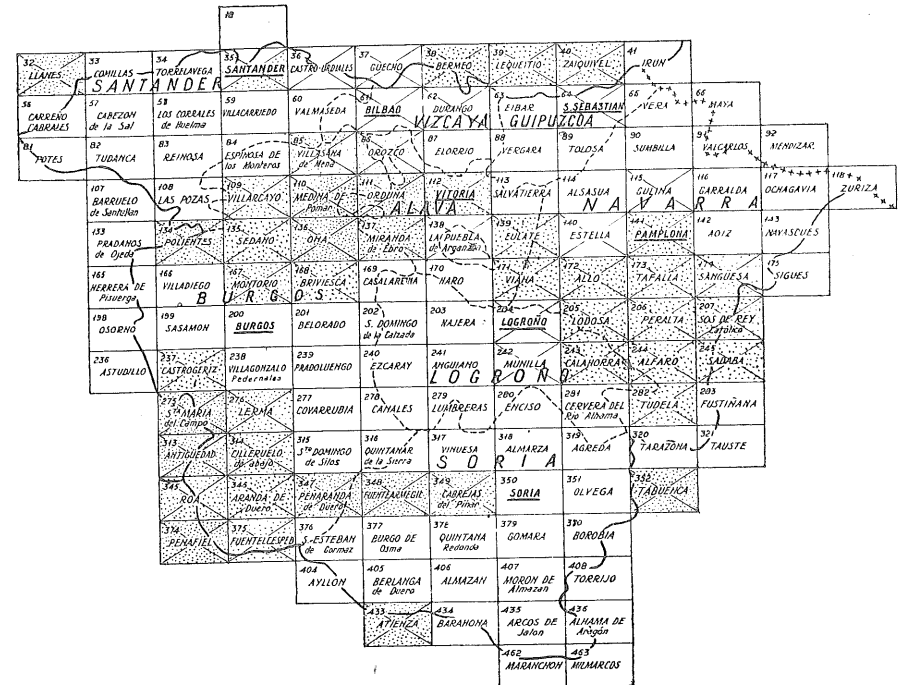 19
32 33 34 35 36 37 38 39 40 41
LLANES COMILLAS TORRELAVEGA SANTANDER CASTRO-URDIALES GUECHO BERMEO LEQUEITIO ZAIQUIVEL IRUN
SANTANDER
56 57 58 59 60 61 62 63 64 65 66
CARREÑO CABRALES CABEZON de la Sal LOS CORRALES de Buelma VILLACARRIEDO VALMASEDA BILBAO DURANGO EIBAR S.SEBASTIAN VERA MAYA
VIZCAYA GUIPUZCOA
81 82 83 84 85 86 87 88 89 90 91 92
POTES TUDANCA REINOSA ESPINOSA DE los Monteros VILLASANA de Mena OROZCO ELORRIO VERGARA TOLOSA SUMBILLA VALCARLOS MENDIZAR.
107 108 109 110 111 112 113 114 115 116 117 118
BARRUELO de Santullan LAS POZAS VILLARCAYO MEDINA DE Pomar ORDUÑA VITORIA SALVATIERRA ALSASUA GULINA GARRALDA OCHAGAVIA ZURIZA
ALAVA NAVARRA
133 134 135 136 137 138 139 140 141 142 143
PRADANOS de Ojeda POLIENTES SEDANO OÑA MIRANDA de Ebro LA PUEBLA de Arganzón EULATE ESTELLA PAMPLONA AOIZ NAVASCUES
165 166 167 168 169 170 171 172 173 174 175
HERRERA DE Pisuerga VILLADIEGO MONTORIO BRIVIESCA CASALAREINA HARO VIANA ALLO TAFALLA SANGUESA SIGUES
BURGOS
198 199 200 201 202 203 204 205 206 207
OSORNO SASAMON BURGOS BELORADO S. DOMINGO de la Calzada NAJERA LOGROÑO LODOSA PERALTA SOS DE REY Católico
236 237 238 239 240 241 242 243 244 245
ASTUDILLO CASTROGERIZ VILLAGONZALO Pedernales PRADOLUENGO EZCARAY ANGUIANO MUNILLA CALAHORRA ALFARO SADABA
LOGROÑO
275 276 277 278 279 280 281 282 283
Sta MARIA del Campo LERMA COVARRUBIA CANALES LUMBRERAS ENCISO CERVERA DEL Rio Alhama TUDELA FUSTIÑANA
313 314 315 316 317 318 319 320 321
ANTIGUEDAD CILLERUELO de abajo Sto DOMINGO de Silos QUINTANAR de la Sierra VINUESA ALMARZA AGREDA TARAZONA TAUSTE
SORIA
345 346 347 348 349 350 351 352
ROA ARANDA DE Duero PEÑARANDA de Duero FUENTEARMEGIL CABREJAS del Pinar SORIA OLVEGA TABUENCA
374 375 376 377 378 379 380
PEÑAFIEL FUENTELCESPED S. ESTEBAN de Gormaz BURGO DE Osma QUINTANA Redonda GOMARA BOROBIA
404 405 406 407 408
AYLLON BERLANGA de Duero ALMAZAN MORON DE Almazan TORRIJO
433 434 435 436
ATIENZA BARAHONA ARCOS DE Jalon ALHAMA DE Aragón
462 463
MARANCHON MILMARCOS